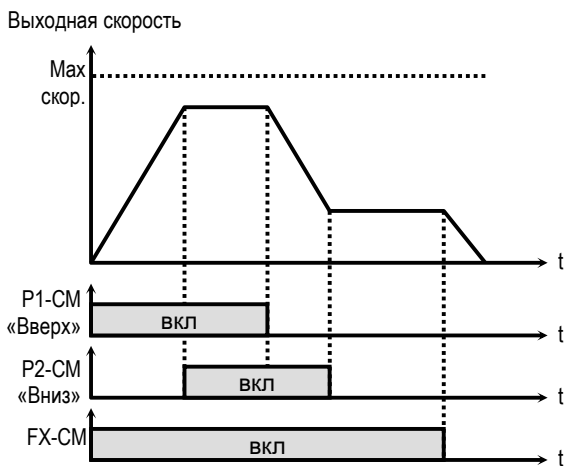 Выходная скорость
Max
скор.
t
P1-CM
«Вверх»
вкл
t
P2-CM
«Вниз»
вкл
t
FX-CM
вкл
t